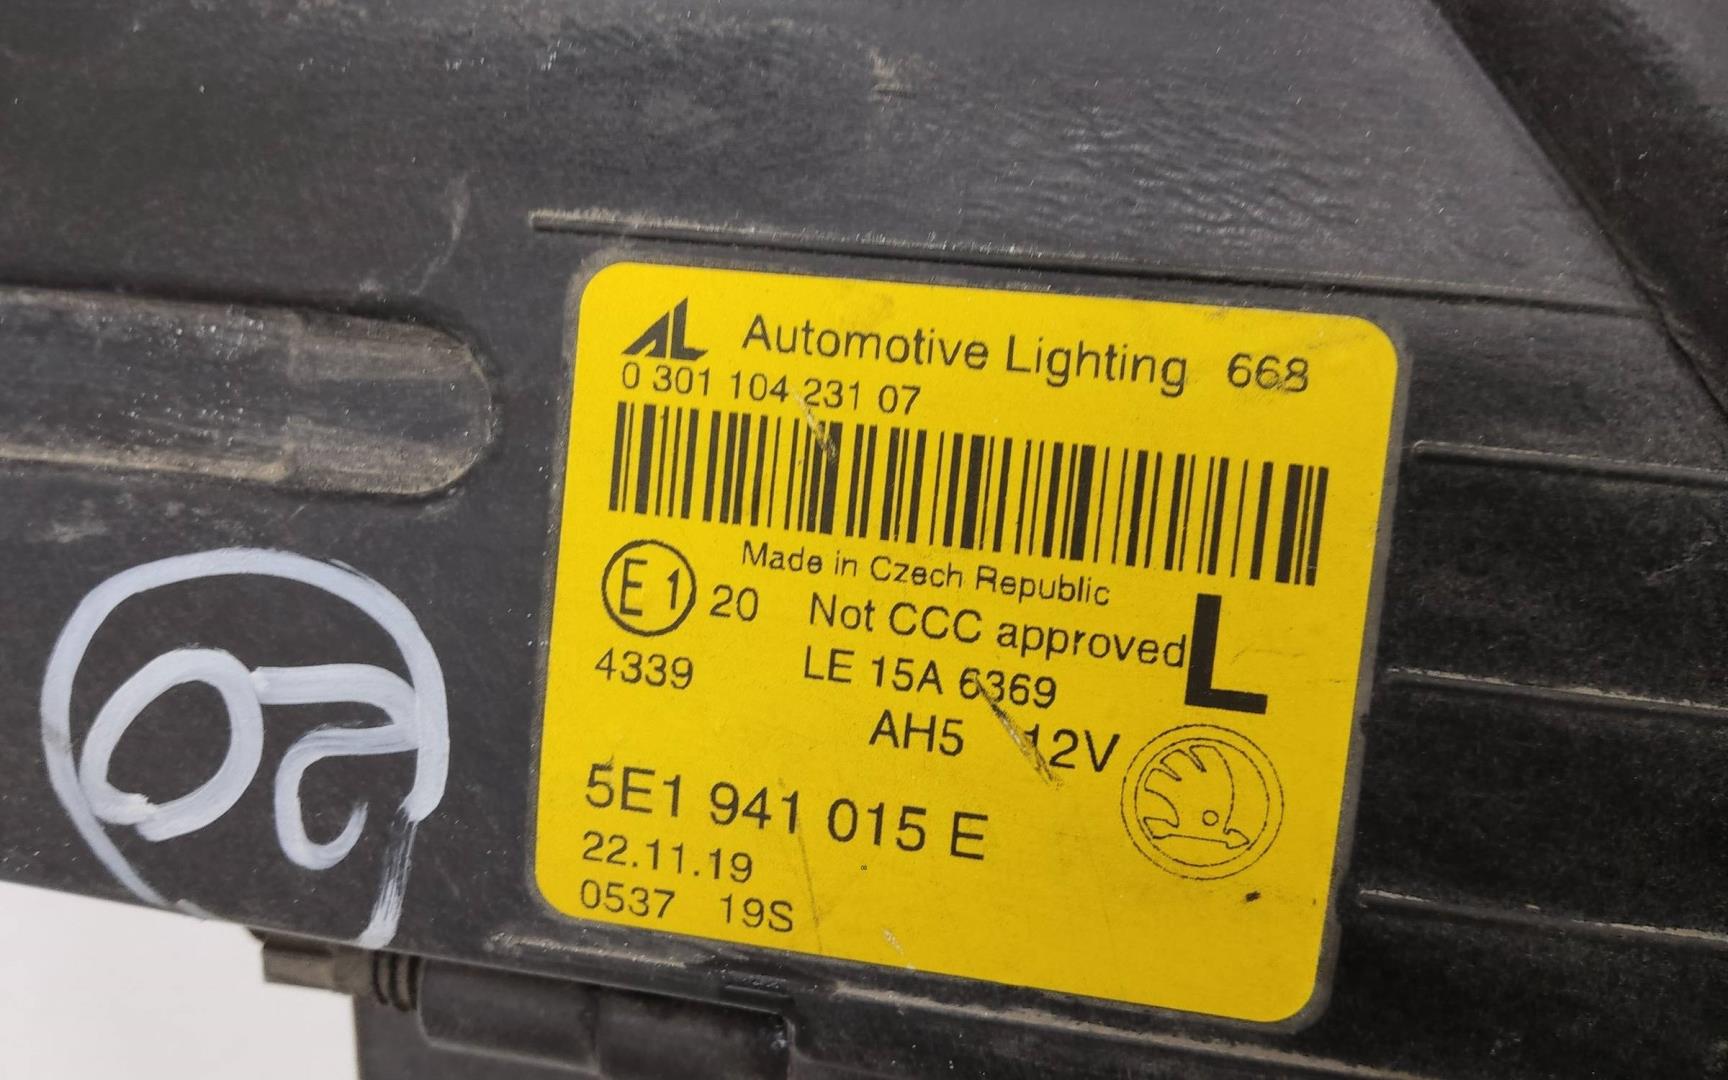 AL Automotive Lighting 668
0 301 104 231 07
Made in Czech Republic
E1 20 Not CCC approved L
4339 LE 15A 6369
AH5 12V
5E1 941 015 E
22.11.19
0537 19S